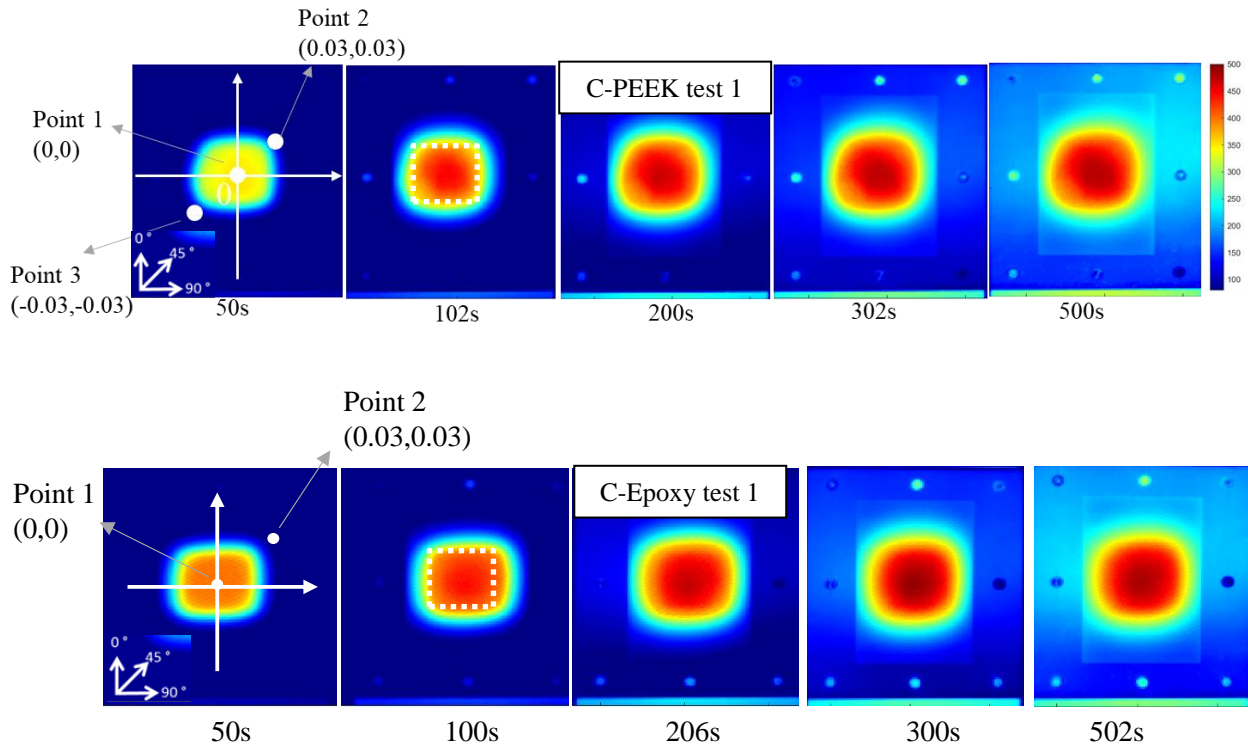 Point 2
(0.03,0.03)
Point 1
(0,0)
0
Point 3
(-0.03,-0.03)
0°
45°
90°
C-PEEK test 1
7
7
500
450
400
350
300
250
200
150
100
50s
102s
200s
302s
500s
Point 2
(0.03,0.03)
Point 1
(0,0)
0°
45°
90°
C-Epoxy test 1
50s
100s
206s
300s
502s